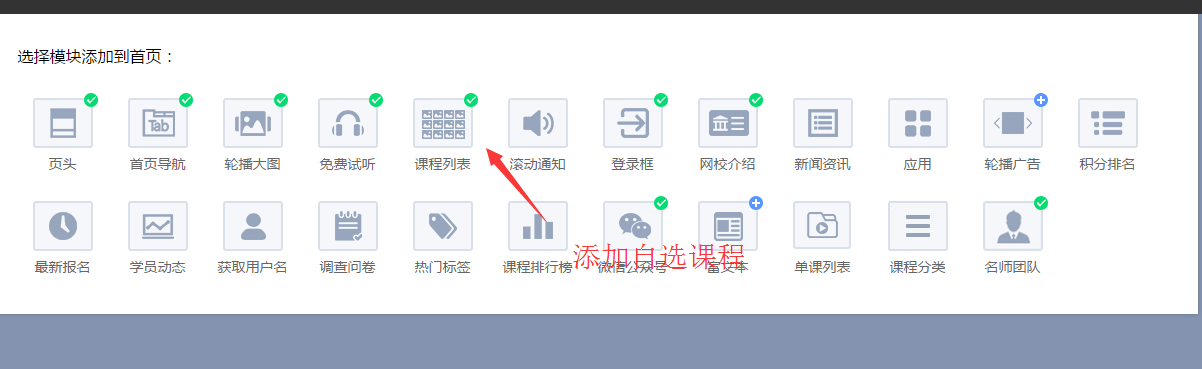 选择模块添加到首页：
Tab
页头 首页导航 轮播大图 免费试听 课程列表 滚动通知 登录框 网校介绍 新闻资讯 应用 轮播广告 积分排名
最新报名 学员动态 获取用户名 调查问卷 热门标签 课程排行榜 微信公众号 富文本 单课列表 课程分类 名师团队
添加自选课程